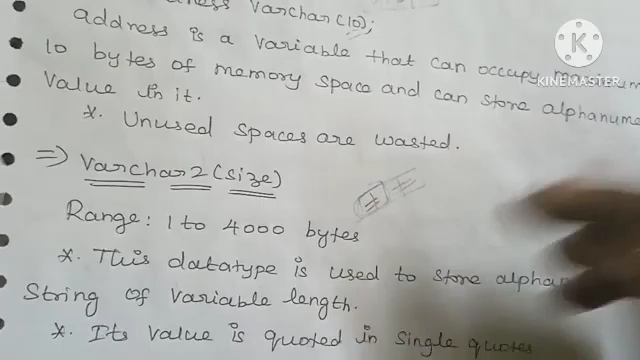 address varchar(10);
address is a variable that can occupy maximum
10 bytes of memory space and can store alphanume
value in it.
*. Unused spaces are wasted.
=> Varchar2 (size)
Range: 1 to 4000 bytes
*. This datatype is used to store alphan
String of variable length.
*. Its value is quoted in single quotes
K
KINEMASTER